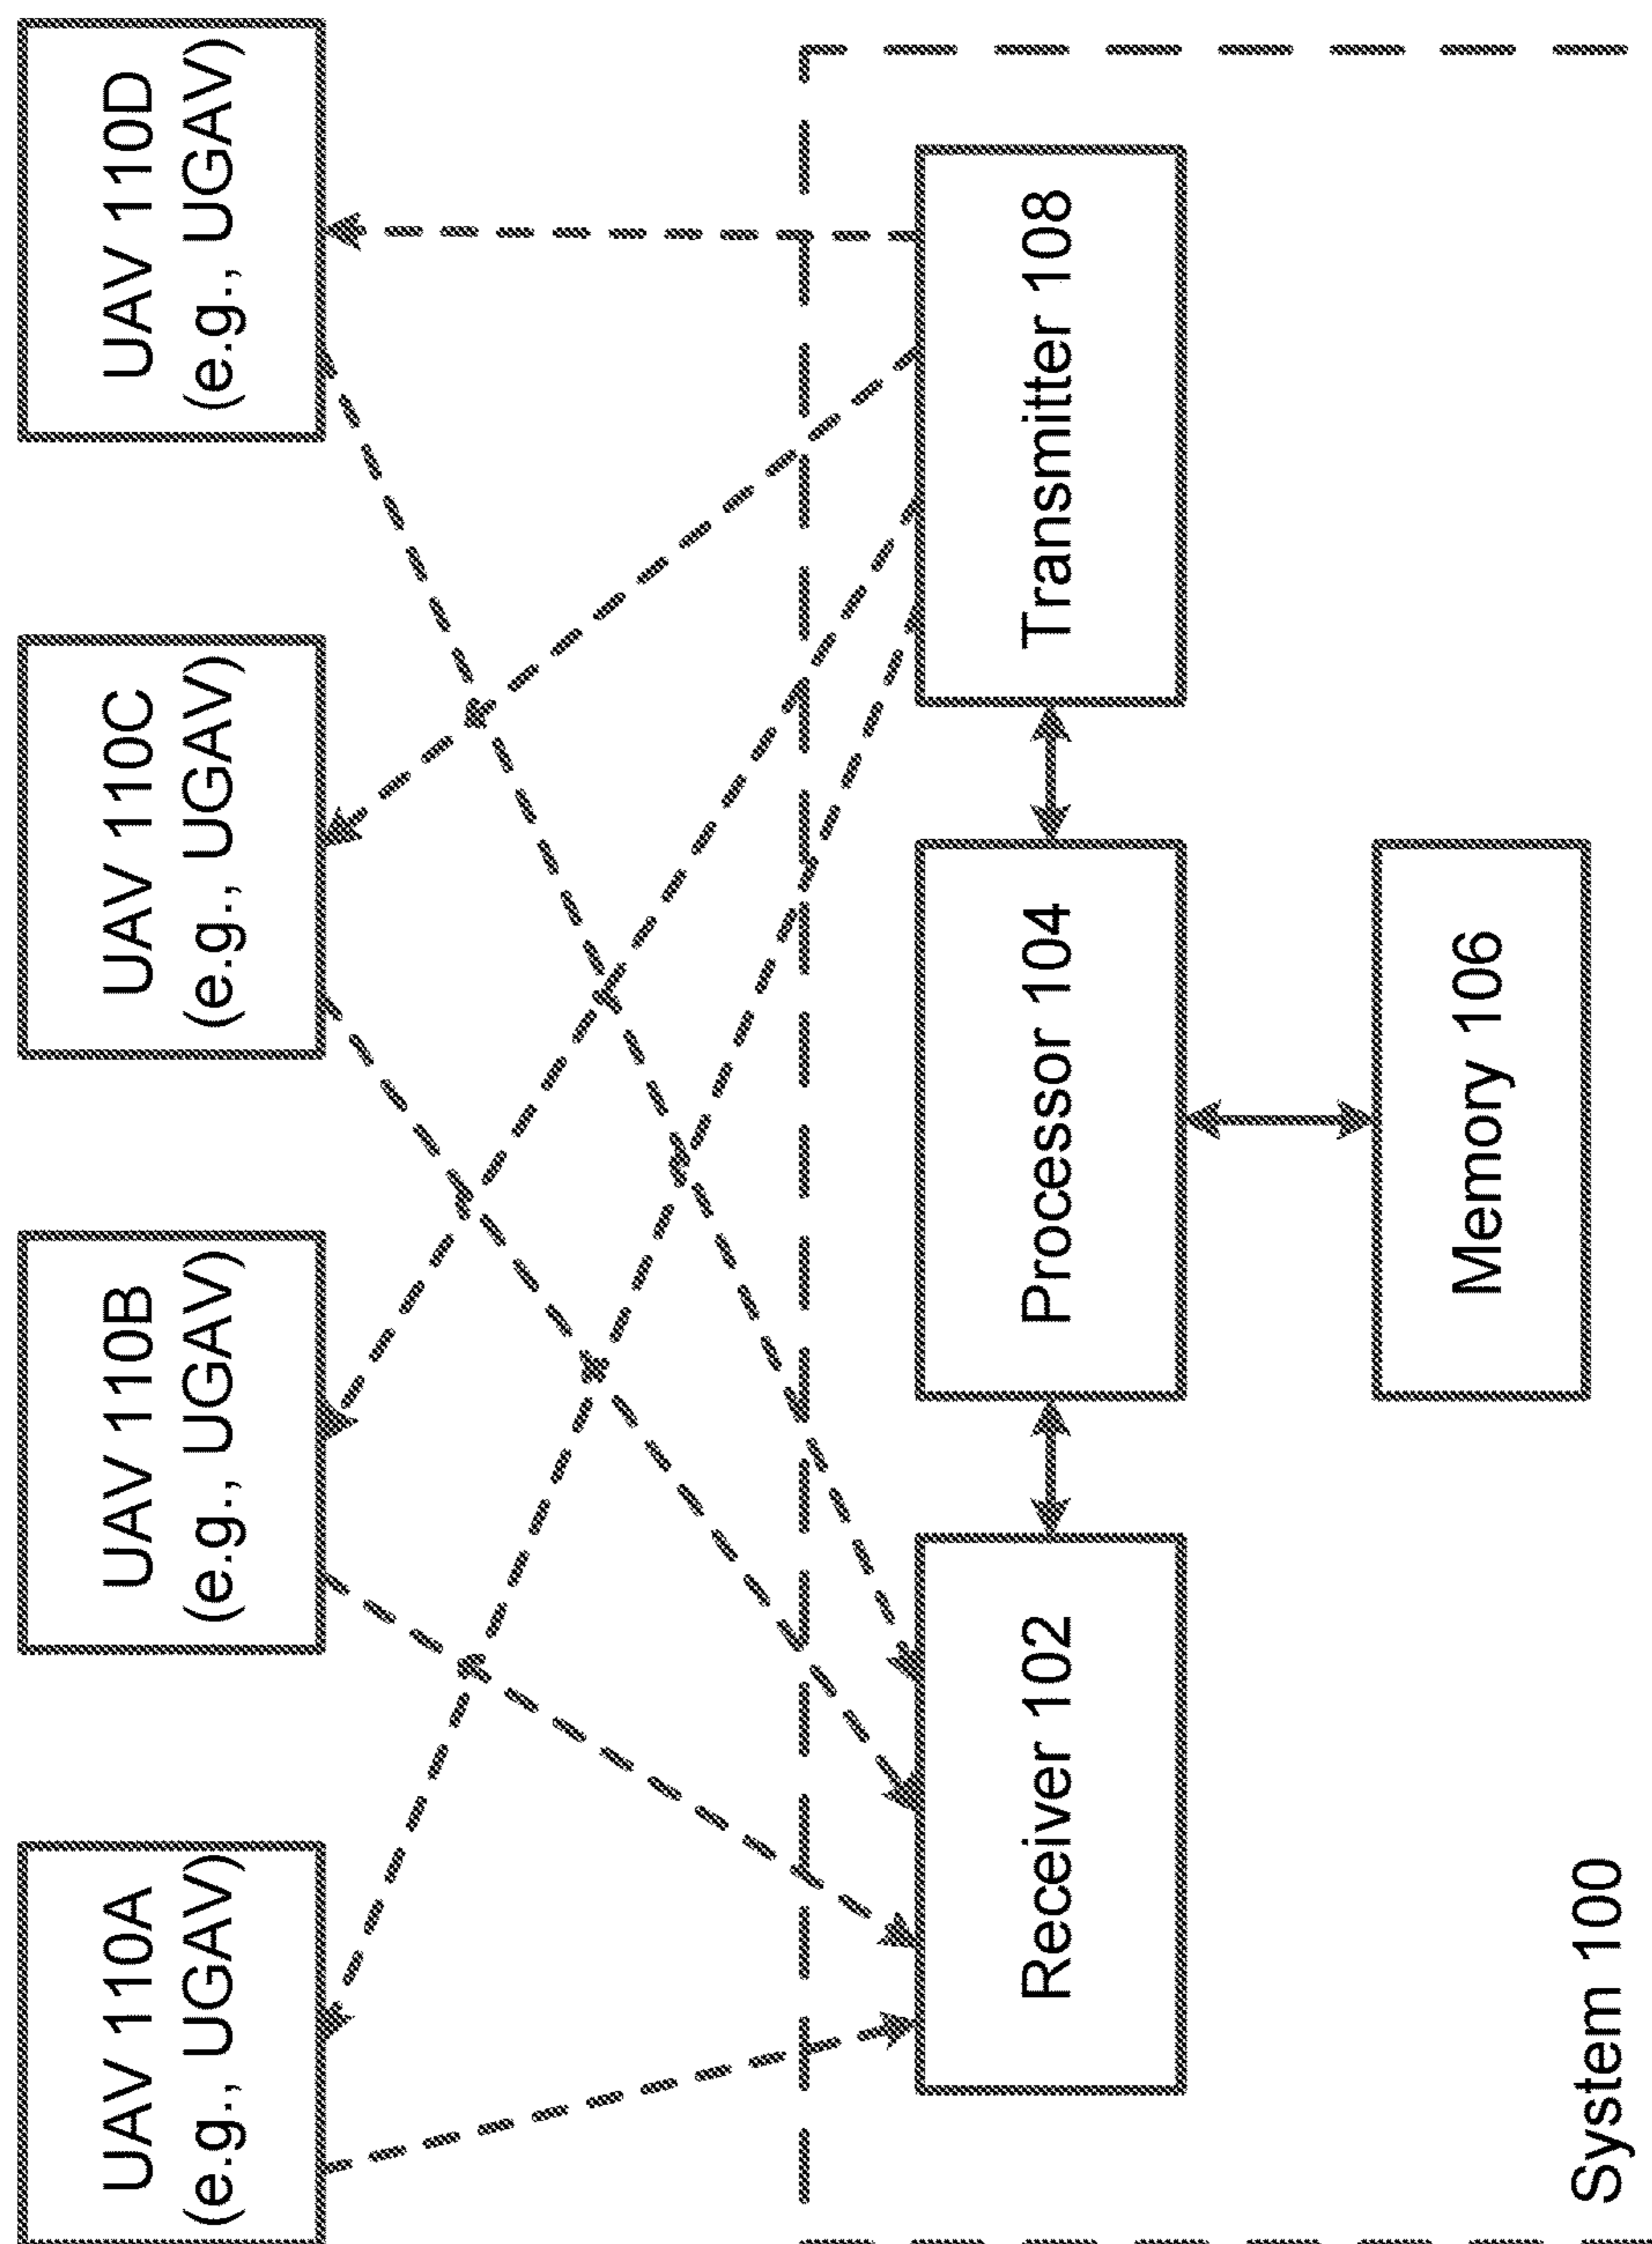 UAV 110A
(e.g., UGAV)
UAV 110B
(e.g., UGAV)
UAV 110C
(e.g., UGAV)
UAV 110D
(e.g., UGAV)
Receiver 102
Processor 104
Transmitter 108
Memory 106
System 100